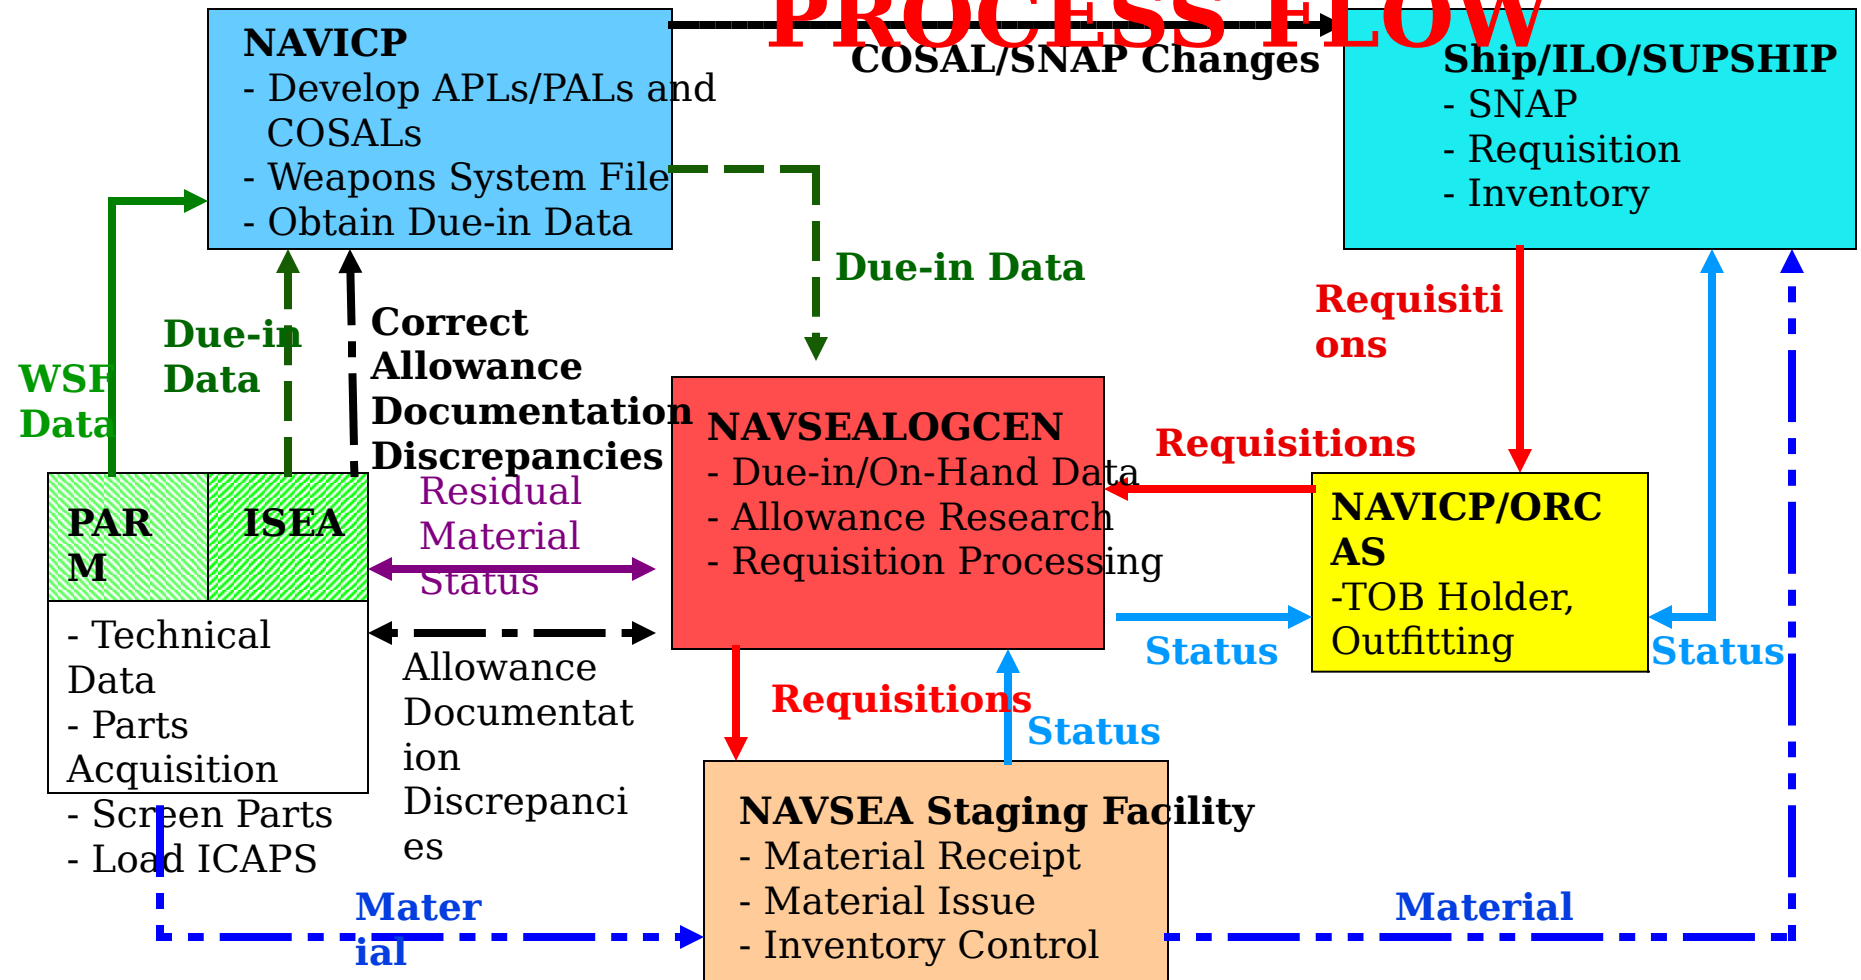 PROCESS FLOW
NAVICP
- Develop APLs/PALs and
COSALs
- Weapons System File
- Obtain Due-in Data
COSAL/SNAP Changes
Ship/ILO/SUPSHIP
- SNAP
- Requisition
- Inventory
Due-in Data
Requisiti
ons
WSF
Data
Due-in
Data
Correct
Allowance
Documentation
Discrepancies
NAVSEALOGCEN
- Due-in/On-Hand Data
- Allowance Research
- Requisition Processing
Requisitions
PAR
M
ISEA
Residual
Material
Status
NAVICP/ORC
AS
-TOB Holder,
Outfitting
- Technical
Data
- Parts
Acquisition
- Screen Parts
- Load ICAPS
Allowance
Documentat
ion
Discrepanci
es
Status
Status
Requisitions
Status
NAVSEA Staging Facility
- Material Receipt
- Material Issue
- Inventory Control
Mater
ial
Material